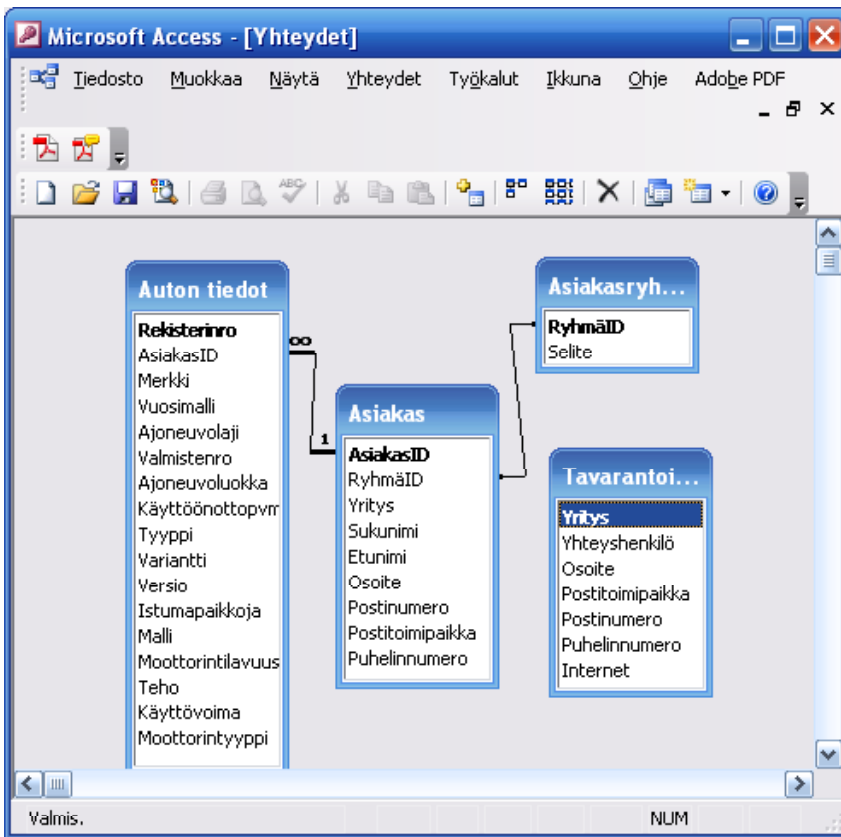 Microsoft Access - [Yhteydet]
Tiedosto Muokkaa Näytä Yhteydet Työkalut Ikkuna Ohje Adobe PDF
ABC
Auton tiedot
Rekisterinro
AsiakasID
Merkki
Vuosimalli
Ajoneuvolaji
Valmistenro
Ajoneuvoluokka
Käyttöönottopvm
Tyyppi
Variantti
Versio
Istumapaikkoja
Malli
Moottorintilavuus
Teho
Käyttövoima
Moottorintyyppi
∞
1
Asiakas
AsiakasID
RyhmäID
Yritys
Sukunimi
Etunimi
Osoite
Postinumero
Postitoimipaikka
Puhelinnumero
Asiakasryh...
RyhmäID
Selite
Tavarantoi...
Yritys
Yhteyshenkilö
Osoite
Postitoimipaikka
Postinumero
Puhelinnumero
Internet
Valmis. NUM